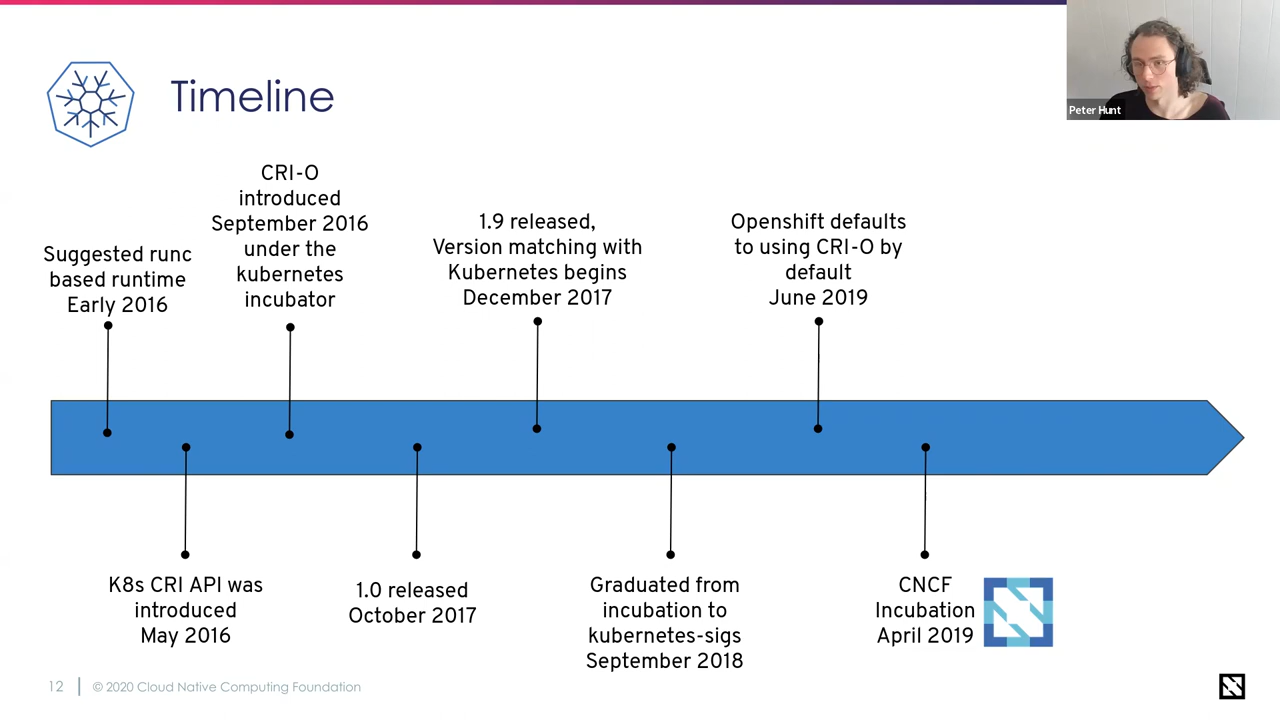 Timeline
Peter Hunt
Suggested runc
based runtime
Early 2016
CRI-O
introduced
September 2016
under the
kubernetes
incubator
1.9 released,
Version matching with
Kubernetes begins
December 2017
Openshift defaults
to using CRI-O by
default
June 2019
K8s CRI API was
introduced
May 2016
1.0 released
October 2017
Graduated from
incubation to
kubernetes-sigs
September 2018
CNCF
Incubation
April 2019
12
© 2020 Cloud Native Computing Foundation